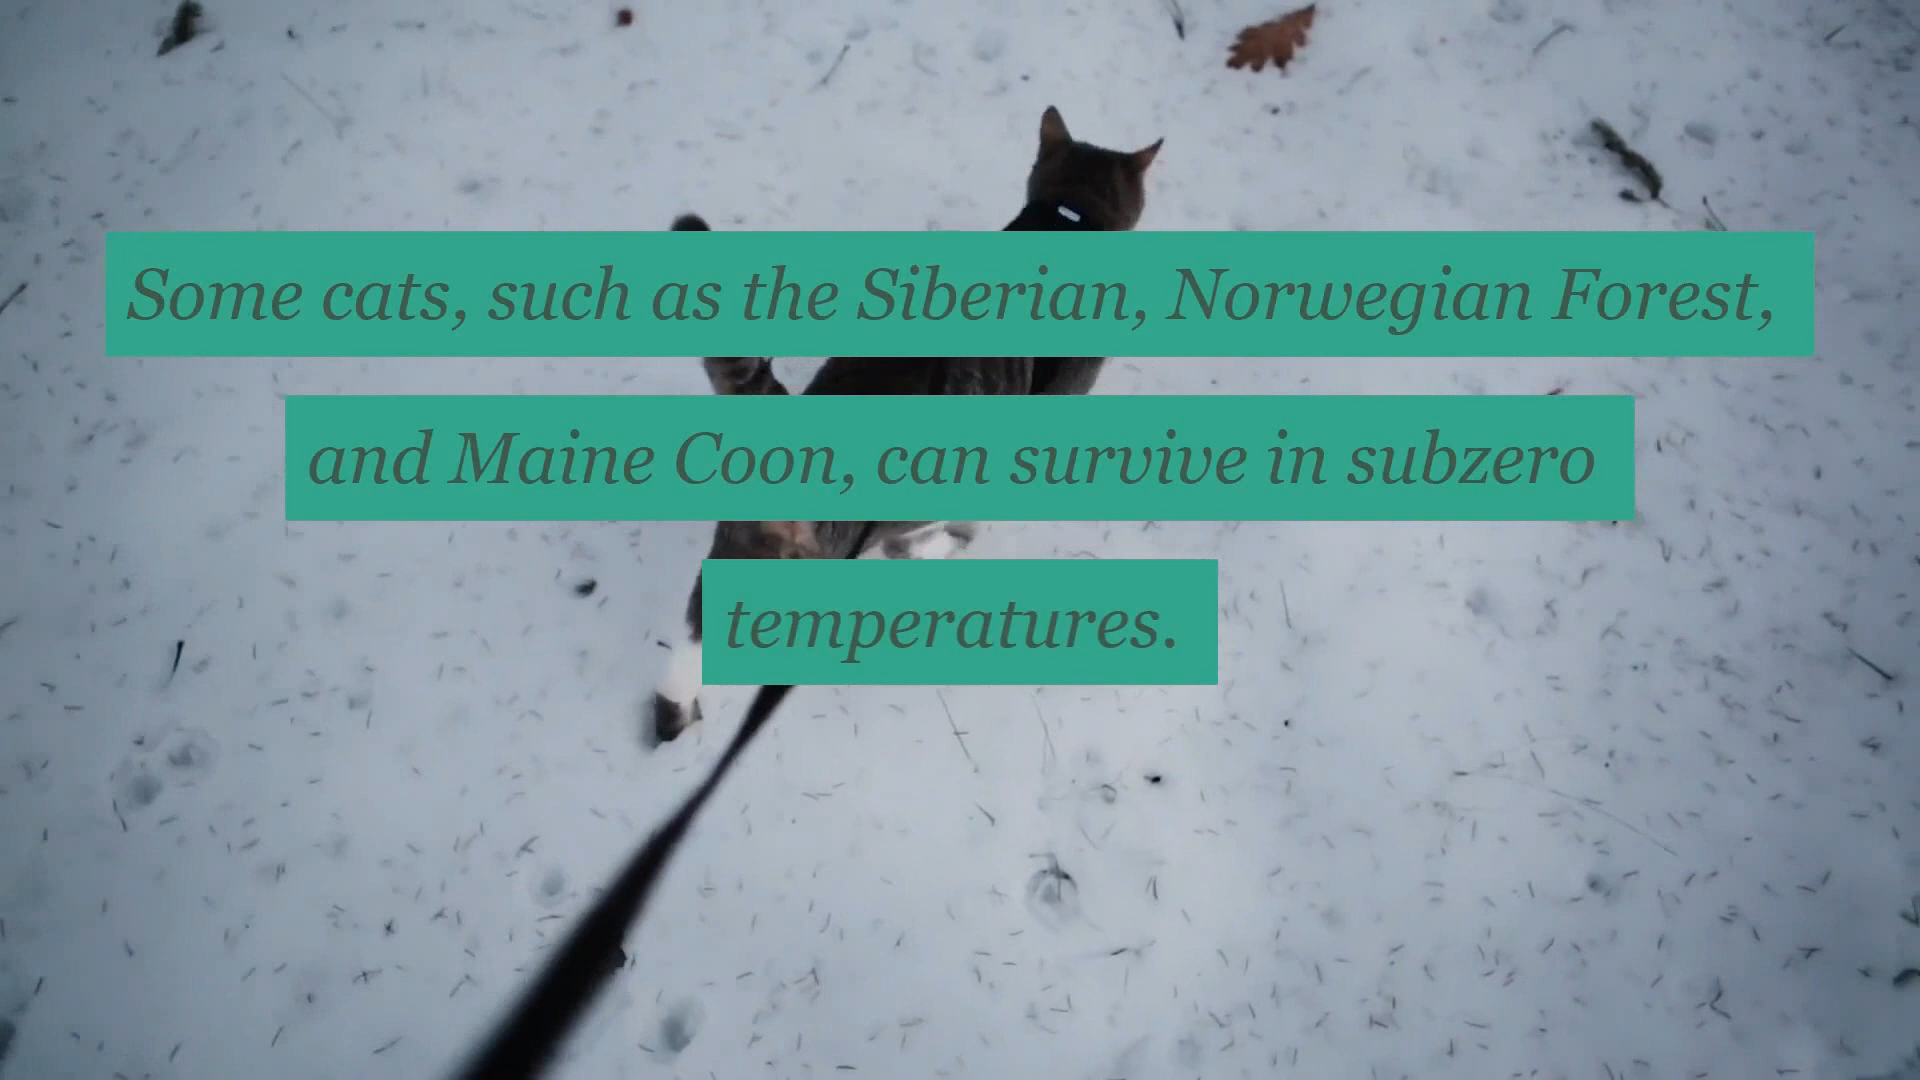 Some cats, such as the Siberian, Norwegian Forest,
and Maine Coon, can survive in subzero
temperatures.